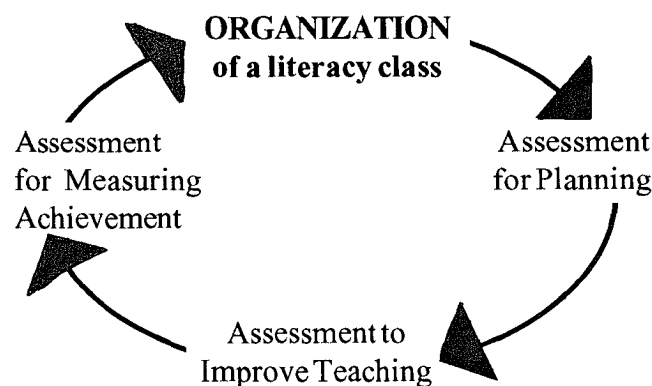 ORGANIZATION
of a literacy class
Assessment
for Planning
Assessment to
Improve Teaching
Assessment
for Measuring
Achievement